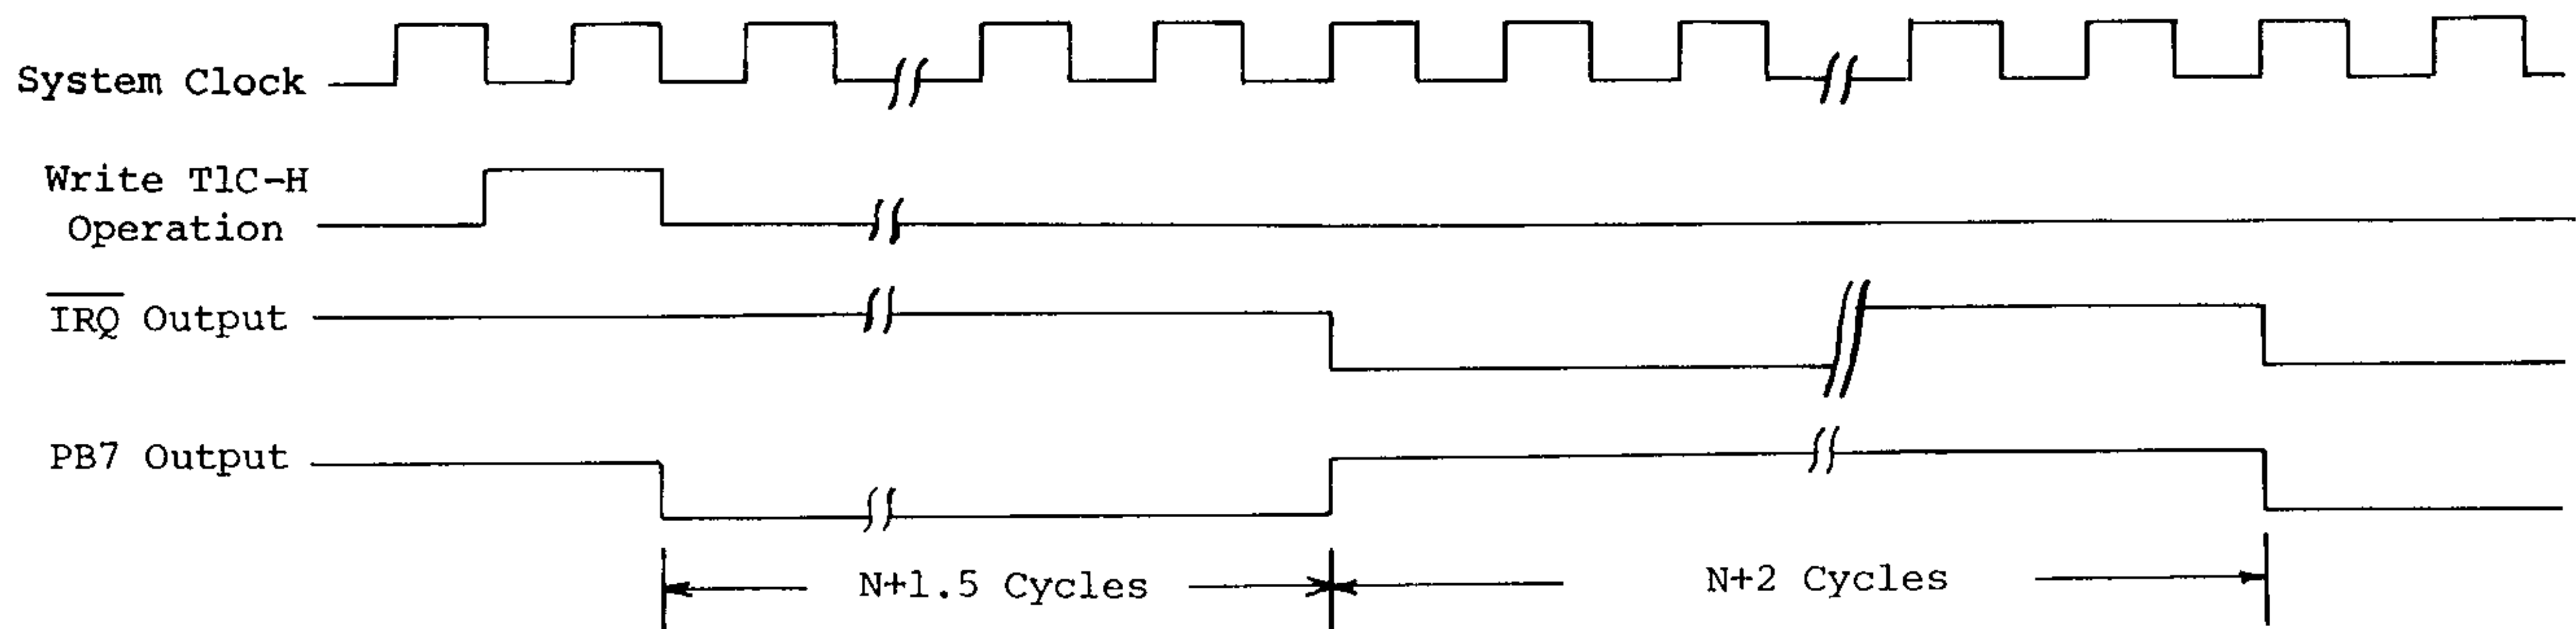 System Clock
Write T1C-H
Operation
IRQ Output
PB7 Output
N+1.5 Cycles
N+2 Cycles